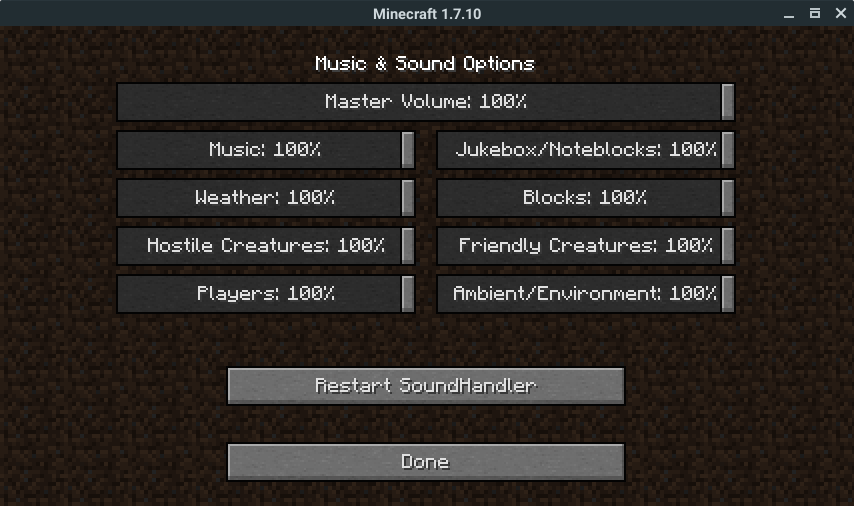 Minecraft 1.7.10
Music & Sound Options
Master Volume: 100%
Music: 100%
Jukebox/Noteblocks: 100%
Weather: 100%
Blocks: 100%
Hostile Creatures: 100%
Friendly Creatures: 100%
Players: 100%
Ambient/Environment: 100%
Restart SoundHandler
Done